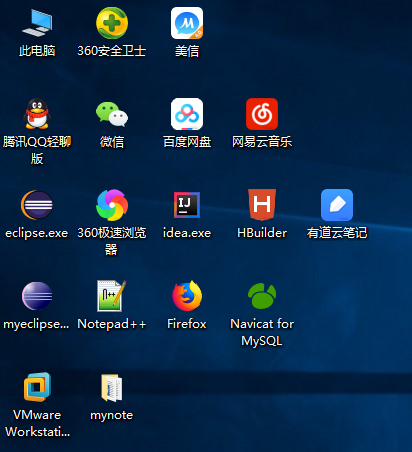 此电脑
360安全卫士
美信
腾讯QQ轻聊
版
微信
百度网盘
网易云音乐
eclipse.exe
360极速浏览
器
idea.exe
HBuilder
有道云笔记
myeclipse...
Notepad++
Firefox
Navicat for
MySQL
VMware
Workstati...
mynote